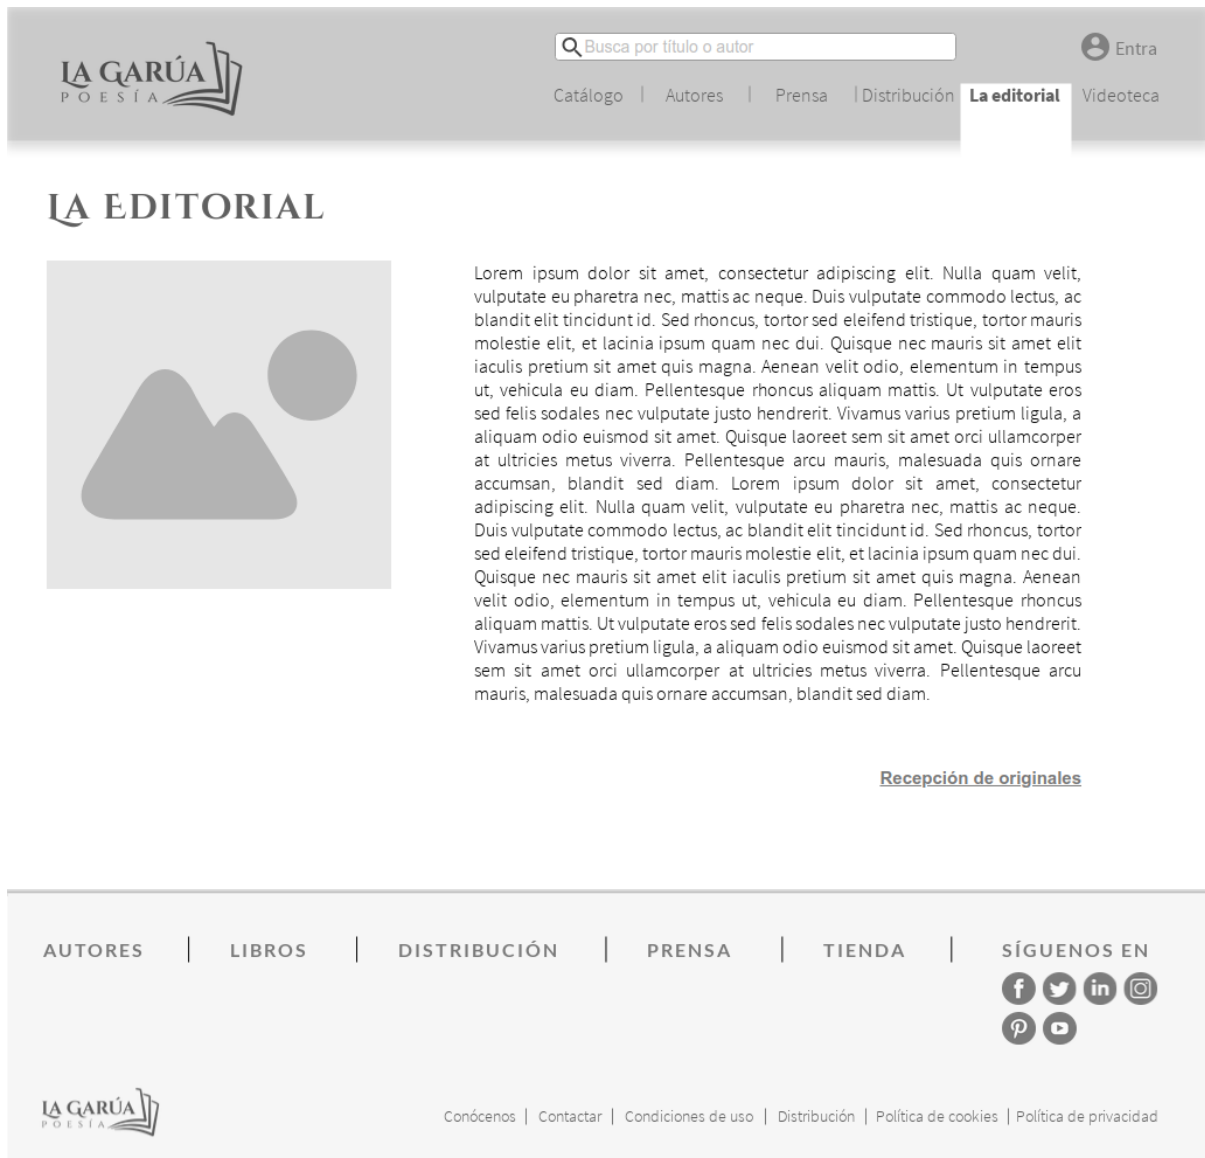 LA GARÚA
POESÍA
Busca por título o autor
Entra
Catálogo | Autores | Prensa | Distribución La editorial Videoteca
LA EDITORIAL
Lorem ipsum dolor sit amet, consectetur adipiscing elit. Nulla quam velit,
vulputate eu pharetra nec, mattis ac neque. Duis vulputate commodo lectus, ac
blandit elit tincidunt id. Sed rhoncus, tortor sed eleifend tristique, tortor mauris
molestie elit, et lacinia ipsum quam nec dui. Quisque nec mauris sit amet elit
iaculis pretium sit amet quis magna. Aenean velit odio, elementum in tempus
ut, vehicula eu diam. Pellentesque rhoncus aliquam mattis. Ut vulputate eros
sed felis sodales nec vulputate justo hendrerit. Vivamus varius pretium ligula, a
aliquam odio euismod sit amet. Quisque laoreet sem sit amet orci ullamcorper
at ultricies metus viverra. Pellentesque arcu mauris, malesuada quis ornare
accumsan, blandit sed diam. Lorem ipsum dolor sit amet, consectetur
adipiscing elit. Nulla quam velit, vulputate eu pharetra nec, mattis ac neque.
Duis vulputate commodo lectus, ac blandit elit tincidunt id. Sed rhoncus, tortor
sed eleifend tristique, tortor mauris molestie elit, et lacinia ipsum quam nec dui.
Quisque nec mauris sit amet elit iaculis pretium sit amet quis magna. Aenean
velit odio, elementum in tempus ut, vehicula eu diam. Pellentesque rhoncus
aliquam mattis. Ut vulputate eros sed felis sodales nec vulputate justo hendrerit.
Vivamus varius pretium ligula, a aliquam odio euismod sit amet. Quisque laoreet
sem sit amet orci ullamcorper at ultricies metus viverra. Pellentesque arcu
mauris, malesuada quis ornare accumsan, blandit sed diam.
Recepción de originales
AUTORES | LIBROS | DISTRIBUCIÓN | PRENSA | TIENDA | SÍGUENOS EN
LA GARÚA
POESÍA
Conócenos | Contactar | Condiciones de uso | Distribución | Política de cookies | Política de privacidad